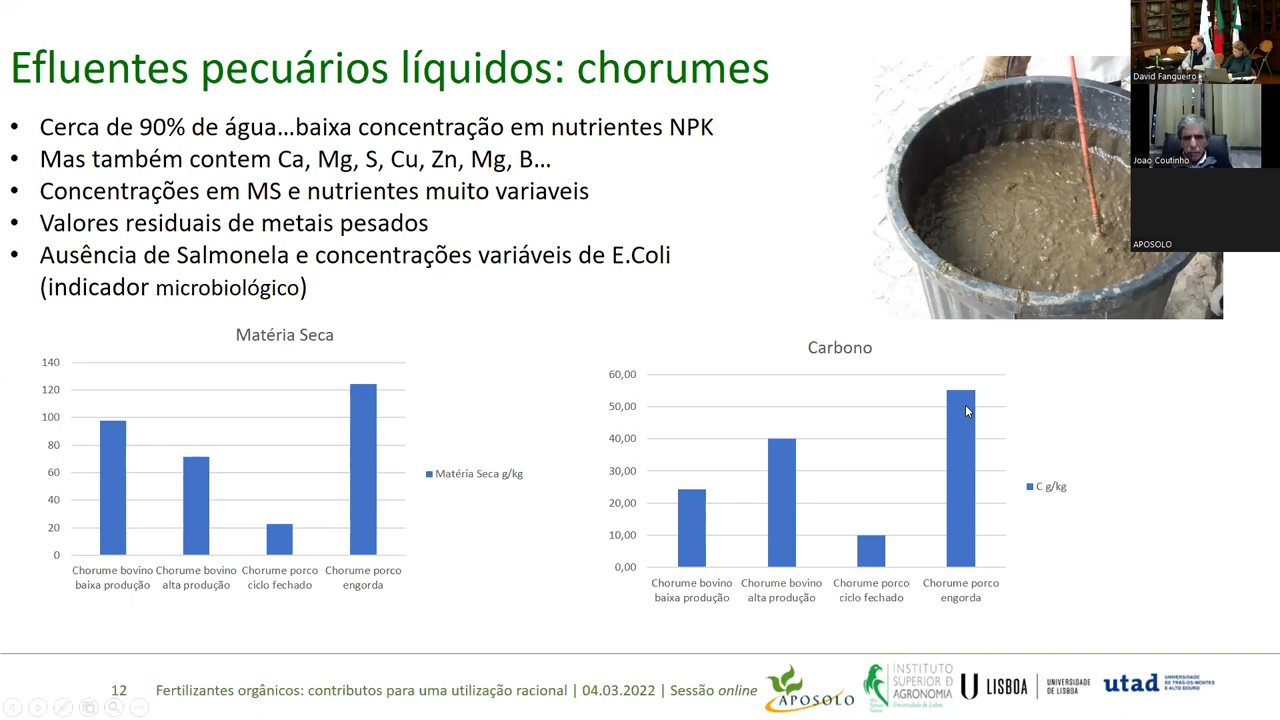 Efluentes pecuários líquidos: chorumes
• Cerca de 90% de água...baixa concentração em nutrientes NPK
• Mas também contem Ca, Mg, S, Cu, Zn, Mg, B...
• Concentrações em MS e nutrientes muito variaveis
• Valores residuais de metais pesados
• Ausência de Salmonela e concentrações variáveis de E.Coli
(indicador microbiológico)
David Fangueiro
Joao Coutinho
APOSOLO
Matéria Seca
140
120
100
80
60
40
20
0
Chorume bovino baixa produção
Chorume bovino alta produção
Chorume porco ciclo fechado
Chorume porco engorda
Matéria Seca g/kg
Carbono
60,00
50,00
40,00
30,00
20,00
10,00
0,00
Chorume bovino baixa produção
Chorume bovino alta produção
Chorume porco ciclo fechado
Chorume porco engorda
C g/kg
12 Fertilizantes orgânicos: contributos para uma utilização racional | 04.03.2022 | Sessão online
APOSOLO
INSTITUTO
SUPERIOR D
AGRONOMIA
Universidade de Lisboa
LISBOA
UNIVERSIDADE
DE LISBOA
utad
UNIVERSIDADE
DE TRÁS-OS-MONTES
E ALTO DOURO